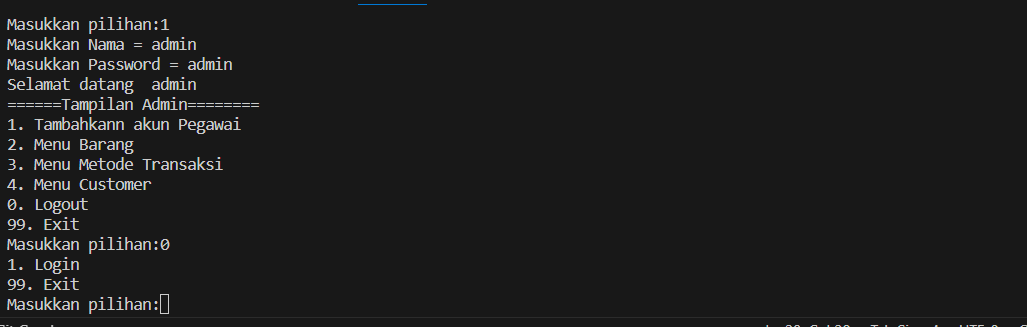 Masukkan pilihan:1
Masukkan Nama = admin
Masukkan Password = admin
Selamat datang  admin
======Tampilan Admin========
1. Tambahkann akun Pegawai
2. Menu Barang
3. Menu Metode Transaksi
4. Menu Customer
0. Logout
99. Exit
Masukkan pilihan:0
1. Login
99. Exit
Masukkan pilihan: